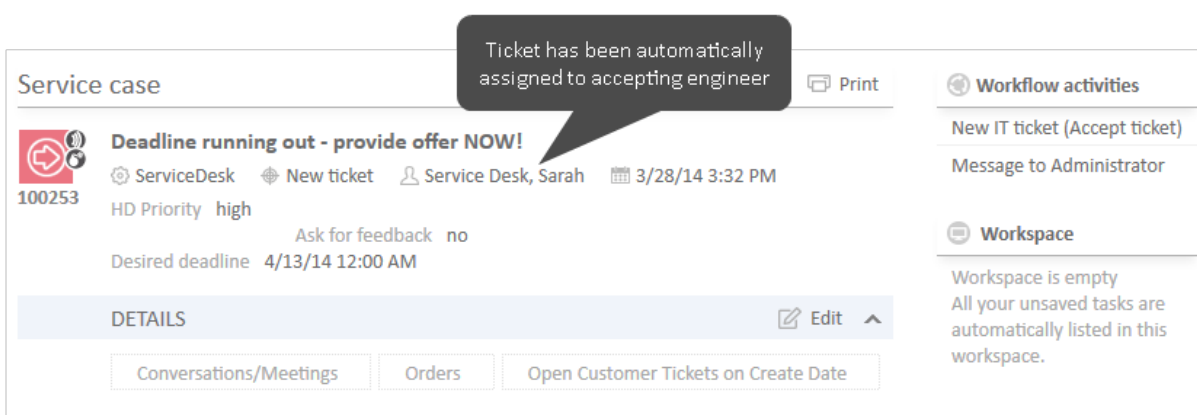 Ticket has been automatically
assigned to accepting engineer
Service case
Print
Deadline running out - provide offer NOW!
ServiceDesk New ticket Service Desk, Sarah 3/28/14 3:32 PM
100253
HD Priority high
Ask for feedback no
Desired deadline 4/13/14 12:00 AM
DETAILS
Edit
Conversations/Meetings
Orders
Open Customer Tickets on Create Date
Workflow activities
New IT ticket (Accept ticket)
Message to Administrator
Workspace
Workspace is empty
All your unsaved tasks are
automatically listed in this
workspace.